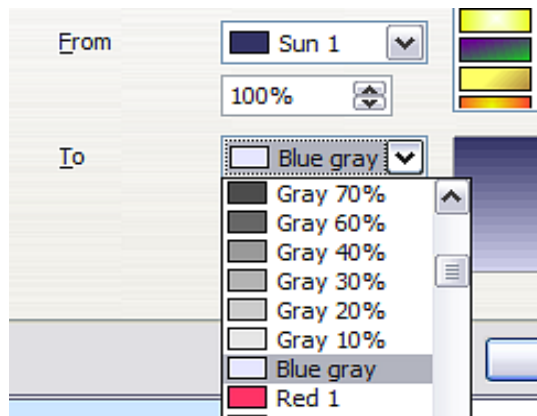 From
Sun 1
100%
To
Blue gray
Gray 70%
Gray 60%
Gray 40%
Gray 30%
Gray 20%
Gray 10%
Blue gray
Red 1